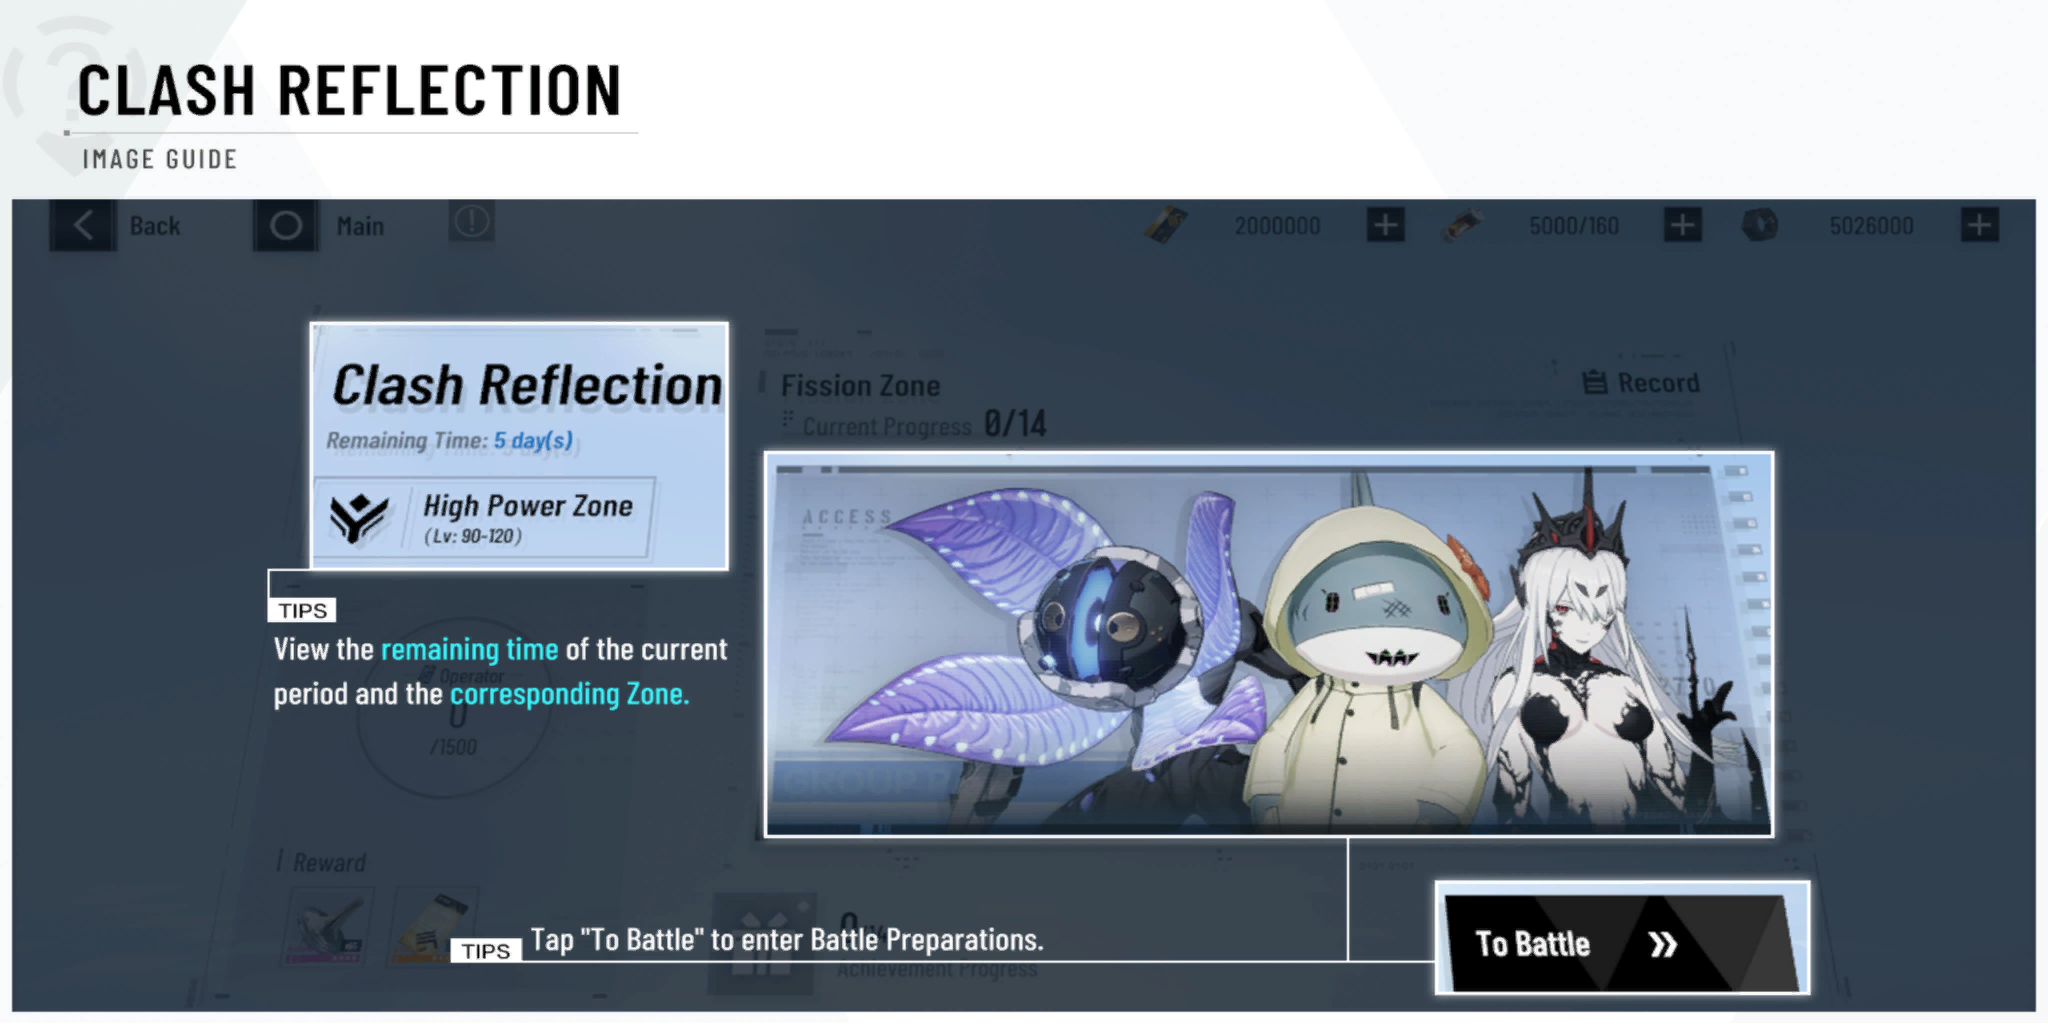 CLASH REFLECTION
IMAGE GUIDE
Back
Main
2000000
5000/160
5026000
Clash Reflection
Remaining Time: 5 day(s)
High Power Zone
(Lv: 90-120)
Fission Zone
Current Progress 0/14
Record
ACCESS
TIPS
View the remaining time of the current
period and the corresponding Zone.
Operator
0
/1500
Reward
TIPS
Tap "To Battle" to enter Battle Preparations.
Achievement Progress
To Battle